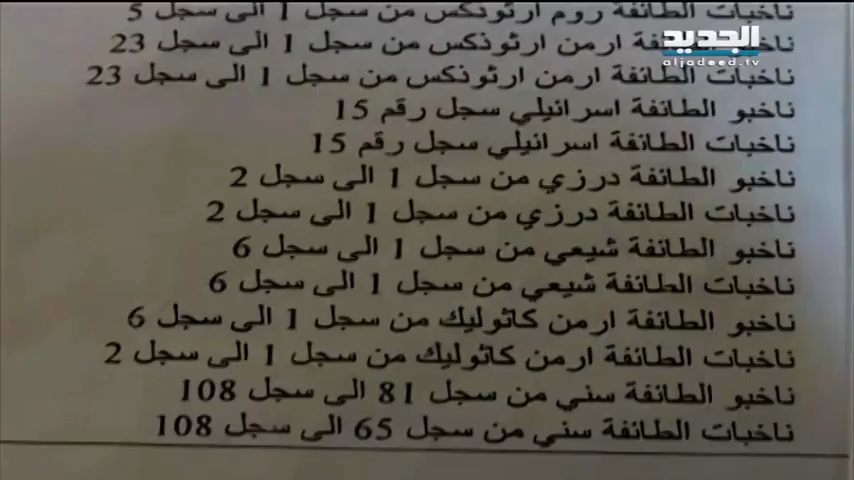 ناخبات الطائفة روم ارثوذكس من سجل 1 الى سجل 5
الجديد
aljadeed.tv
ارمن ارثوذكس من سجل 1 الى سجل 23
ناخبات الطائفة ارمن ارثوذكس من سجل 1 الى سجل 23
ناخبو الطائفة اسرائيلي سجل رقم 15
ناخبات الطائفة اسرائيلي سجل رقم 15
ناخبو الطائفة درزي من سجل 1 الى سجل 2
ناخبات الطائفة درزي من سجل 1 الى سجل 2
ناخبو الطائفة شيعي من سجل 1 الى سجل 6
ناخبات الطائفة شيعي من سجل 1 الى سجل 6
ناخبو الطائفة ارمن كاثوليك من سجل 1 الى سجل 6
ناخبات الطائفة ارمن كاثوليك من سجل 1 الى سجل 2
ناخبو الطائفة سني من سجل 81 الى سجل 108
ناخبات الطائفة سني من سجل 65 الى سجل 108